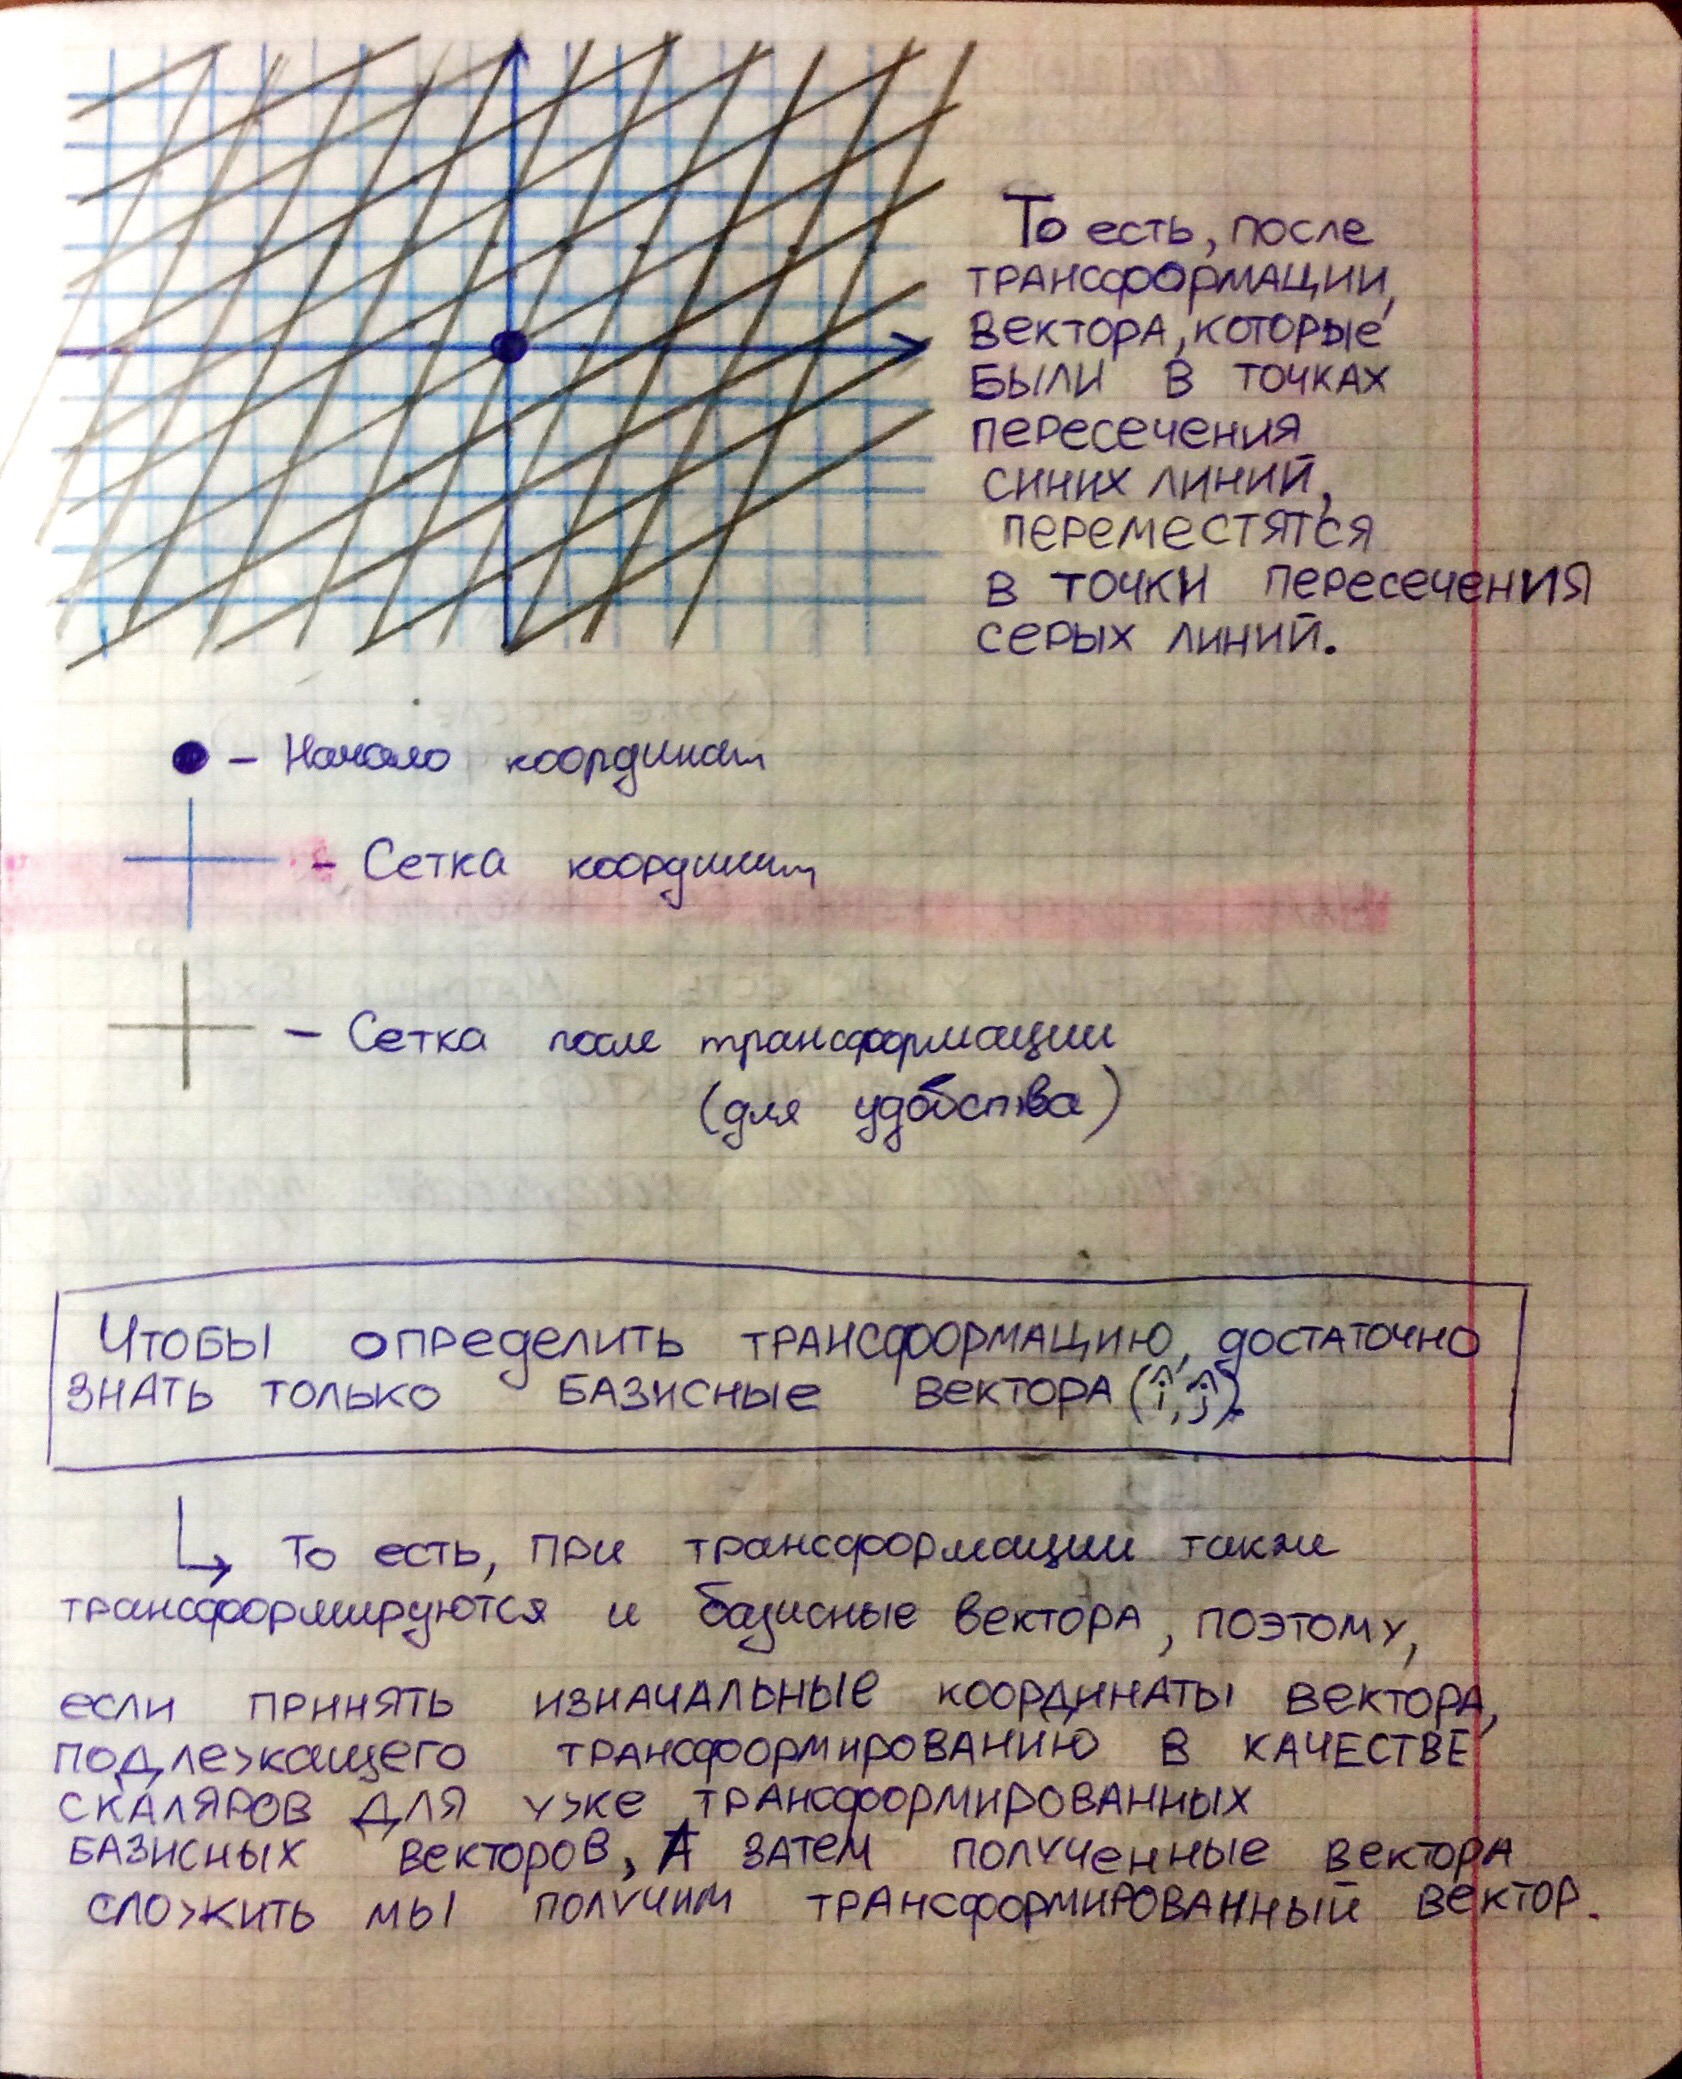 То есть, после
трансформации,
вектора, которые
были в точках
пересечения
синих линий,
переместятся
в точки пересечения
серых линий.
- Начало координат
- Сетка координат
- Сетка после трансформации
(для удобства)
Чтобы определить трансформацию, достаточно
знать только базисные вектора (î, ĵ).
То есть, при трансформации также
трансформируются и базисные вектора, поэтому,
если принять изначальные координаты вектора,
подлежащего трансформированию в качестве
скаляров для уже трансформированных
базисных векторов, а затем полученные вектора
сложить мы получим трансформированный вектор.